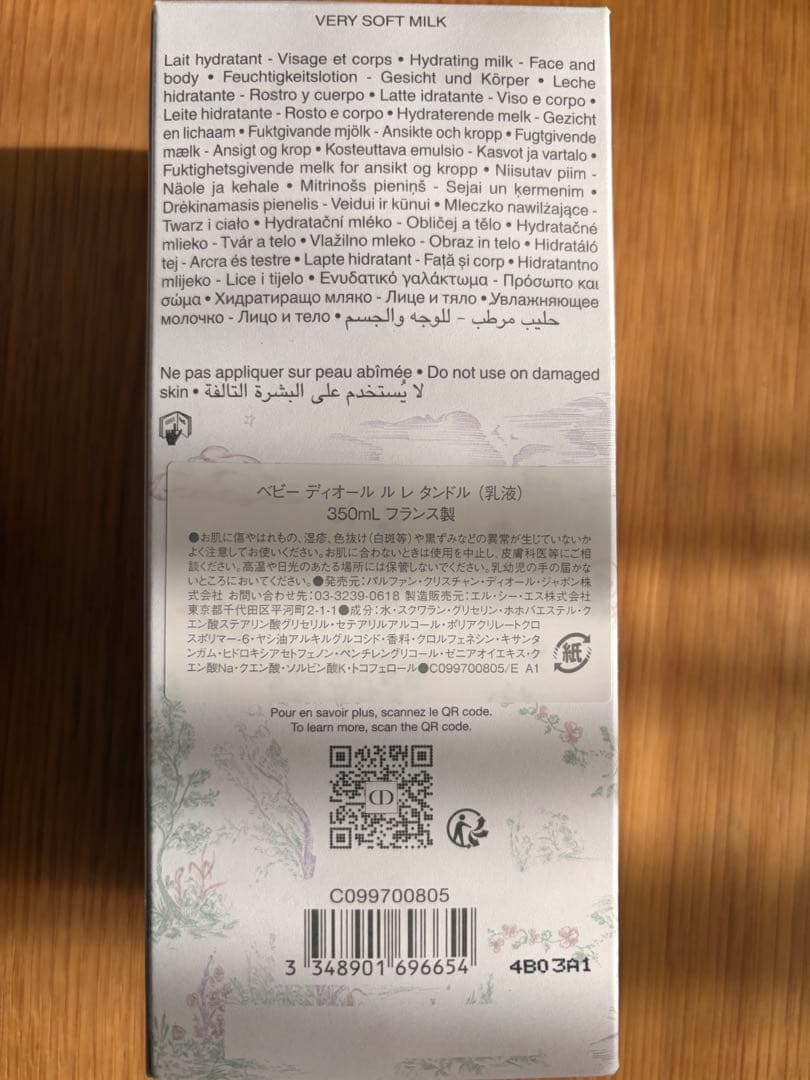 VERY SOFT MILK
Lait hydratant - Visage et corps • Hydrating milk - Face and
body • Feuchtigkeitslotion - Gesicht und Körper • Leche
hidratante - Rostro y cuerpo • Latte idratante - Viso e corpo •
Leite hidratante - Rosto e corpo • Hydraterende melk - Gezicht
en lichaam • Fuktgivande mjölk - Ansikte och kropp • Fugtgivende
mælk - Ansigt og krop • Kosteuttava emulsio - Kasvot ja vartalo •
Fuktighetsgivende melk for ansikt og kropp • Niisutav piim -
Näole ja kehale • Mitrinošs pieniņš - Sejai un ķermenim •
Drėkinamasis pienelis - Veidui ir kūnui • Mleczko nawilżające -
Twarz i ciało • Hydratační mléko - Obličej a tělo • Hydratačné
mlieko - Tvár a telo • Vlažilno mleko - Obraz in telo • Hidratáló
tej - Arcra és testre • Lapte hidratant - Față și corp • Hidratantno
mlijeko - Lice i tijelo • Ενυδατικό γαλάκτωμα - Πρόσωπο και
σώμα • Хидратиращо мляко - Лице и тяло • Увлажняющее
молочко - Лицо и тело • حليب مرطب - للوجه والجسم
Ne pas appliquer sur peau abîmée • Do not use on damaged
skin • لا يُستخدم على البشرة التالفة
ベビー ディオール ル レ タンドル（乳液）
350mL フランス製
●お肌に傷やはれもの、湿疹、色抜け(白斑等)や黒ずみなどの異常が生じていないか
よく注意してお使いください。お肌に合わないときは使用を中止し、皮膚科医等にご相
談ください。高温や日光のあたる場所には保管しないでください。乳幼児の手の届かな
いところにおいてください。●発売元：パルファン・クリスチャン・ディオール・ジャポン株
式会社 お問い合わせ先：03-3239-0618 製造販売元：エル・シー・エス株式会社
東京都千代田区平河町2-1-1●成分：水・スクワラン・グリセリン・ホホバエステル・ク
エン酸ステアリン酸グリセリル・セテアリルアルコール・ポリアクリレートクロ
スポリマー-6・ヤシ油アルキルグルコシド・香料・クロルフェネシン・キサンタ
ンガム・ヒドロキシアセトフェノン・ペンチレングリコール・ゼニアオイエキス・ク
エン酸Na・クエン酸・ソルビン酸K・トコフェロール●C099700805/E A1
紙
Pour en savoir plus, scannez le QR code.
To learn more, scan the QR code.
CD
C099700805
3 348901 696654
4B03A1